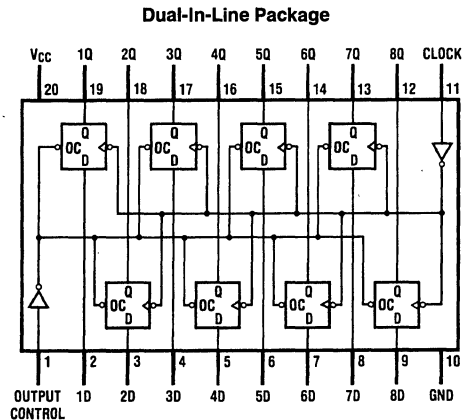 Dual-In-Line Package
VCC 1Q 2Q 3Q 4Q 5Q 6Q 7Q 8Q CLOCK
20 19 18 17 16 15 14 13 12 11
Q Q Q Q
OC OC OC OC
D D D D
Q Q Q Q
OC OC OC OC
D D D D
1 2 3 4 5 6 7 8 9 10
OUTPUT CONTROL 1D 2D 3D 4D 5D 6D 7D 8D GND